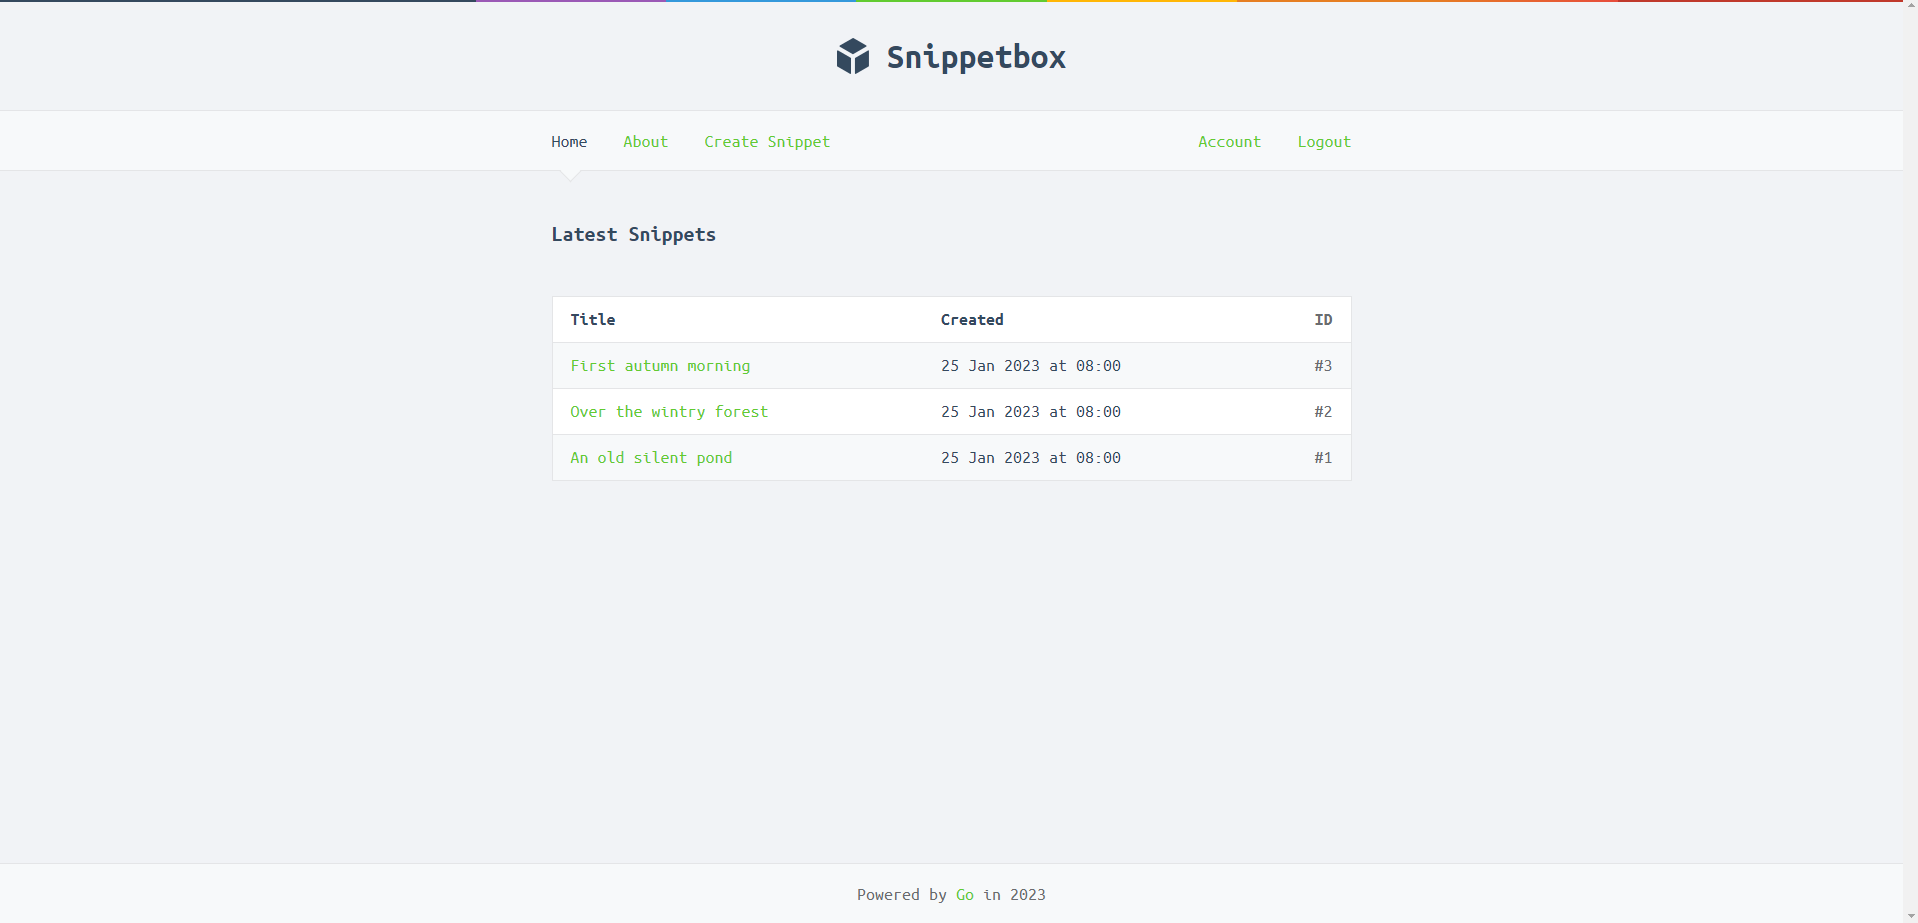 Snippetbox
Home About Create Snippet Account Logout
Latest Snippets
Title Created ID
First autumn morning 25 Jan 2023 at 08:00 #3
Over the wintry forest 25 Jan 2023 at 08:00 #2
An old silent pond 25 Jan 2023 at 08:00 #1
Powered by Go in 2023